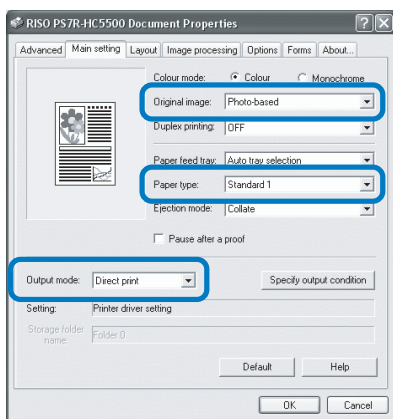 RISO PS7R-HC5500 Document Properties
Advanced Main setting Layout Image processing Options Forms About...
Colour mode: Colour Monochrome
Original image: Photo-based
Duplex printing: OFF
Paper feed tray: Auto tray selection
Paper type: Standard 1
Ejection mode: Collate
Pause after a proof
Output mode: Direct print Specify output condition
Setting: Printer driver setting
Storage folder name: Folder 0
Default Help
OK Cancel